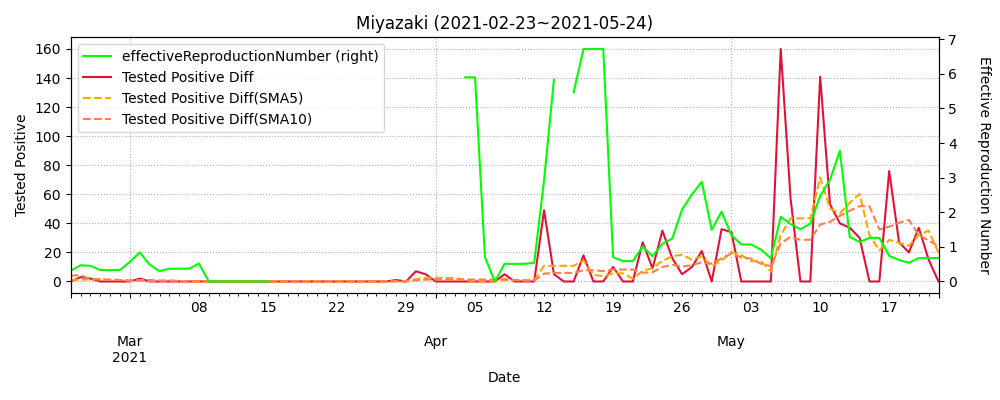 Miyazaki (2021-02-23~2021-05-24)
effectiveReproductionNumber (right)
Tested Positive Diff
Tested Positive Diff(SMA5)
Tested Positive Diff(SMA10)
Tested Positive
160
140
120
100
80
60
40
20
0
7
6
5
4
3
2
1
0
Effective Reproduction Number
08 15 22 29 05 12 19 26 03 10 17
Mar Apr May
2021
Date